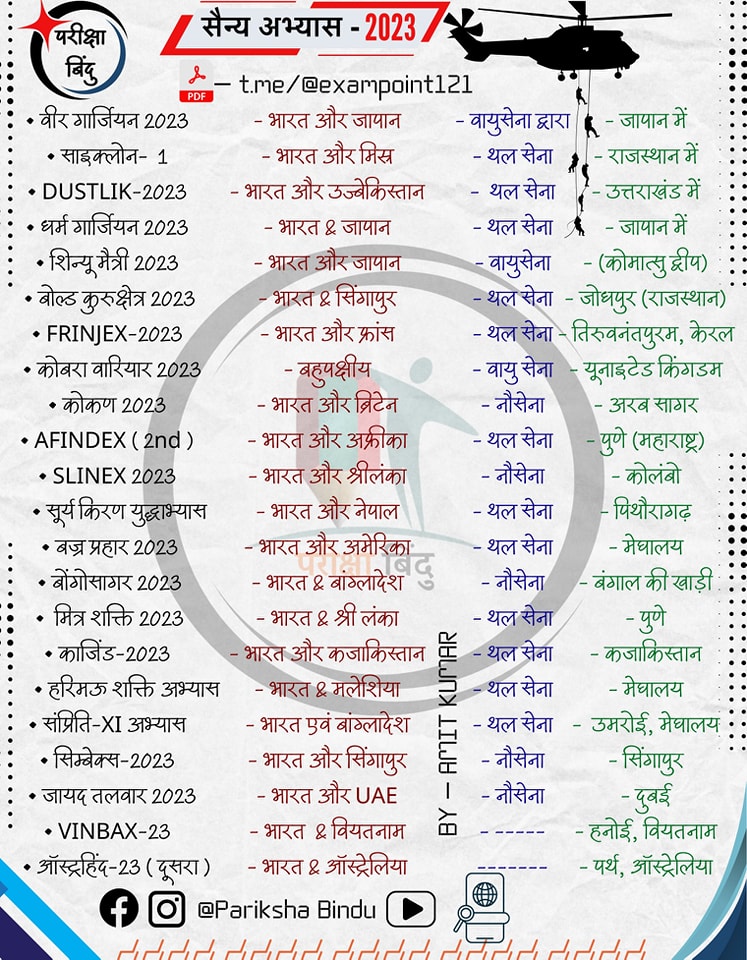 परीक्षा बिंदु
सैन्य अभ्यास - 2023
PDF – t.me/@exampoint121
• वीर गार्जियन 2023 - भारत और जापान - वायुसेना द्वारा - जापान में
• साइक्लोन- 1 - भारत और मिस्र - थल सेना - राजस्थान में
• DUSTLIK-2023 - भारत और उज्बेकिस्तान - थल सेना - उत्तराखंड में
• धर्म गार्जियन 2023 - भारत & जापान - थल सेना - जापान में
• शिन्यू मैत्री 2023 - भारत और जापान - वायुसेना - (कोमात्सु द्वीप)
• बोल्ड कुरुक्षेत्र 2023 - भारत & सिंगापुर - थल सेना - जोधपुर (राजस्थान)
• FRINJEX-2023 - भारत और फ्रांस - थल सेना - तिरुवनंतपुरम, केरल
• कोबरा वारियार 2023 - बहुपक्षीय - वायु सेना - यूनाइटेड किंगडम
• कोकण 2023 - भारत और ब्रिटेन - नौसेना - अरब सागर
• AFINDEX ( 2nd ) - भारत और अफ्रीका - थल सेना - पुणे (महाराष्ट्र)
• SLINEX 2023 - भारत और श्रीलंका - नौसेना - कोलंबो
• सूर्य किरण युद्धाभ्यास - भारत और नेपाल - थल सेना - पिथौरागढ़
• बज्र प्रहार 2023 - भारत और अमेरिका - थल सेना - मेघालय
परीक्षा बिंदु
• बोंगोसागर 2023 - भारत & बांग्लादेश - नौसेना - बंगाल की खाड़ी
• मित्र शक्ति 2023 - भारत & श्री लंका - थल सेना - पुणे
• काजिंड-2023 - भारत और कजाकिस्तान - थल सेना - कजाकिस्तान
• हरिमऊ शक्ति अभ्यास - भारत & मलेशिया - थल सेना - मेघालय
• संप्रिति-XI अभ्यास - भारत एवं बांग्लादेश - थल सेना - उमरोई, मेघालय
• सिम्बेक्स-2023 - भारत और सिंगापुर - नौसेना - सिंगापुर
• जायद तलवार 2023 - भारत और UAE - नौसेना - दुबई
• VINBAX-23 - भारत & वियतनाम - ----- - हनोई, वियतनाम
• ऑस्ट्रहिंद-23 ( दूसरा ) - भारत & ऑस्ट्रेलिया ------- - पर्थ, ऑस्ट्रेलिया
BY – AMIT KUMAR
@Pariksha Bindu